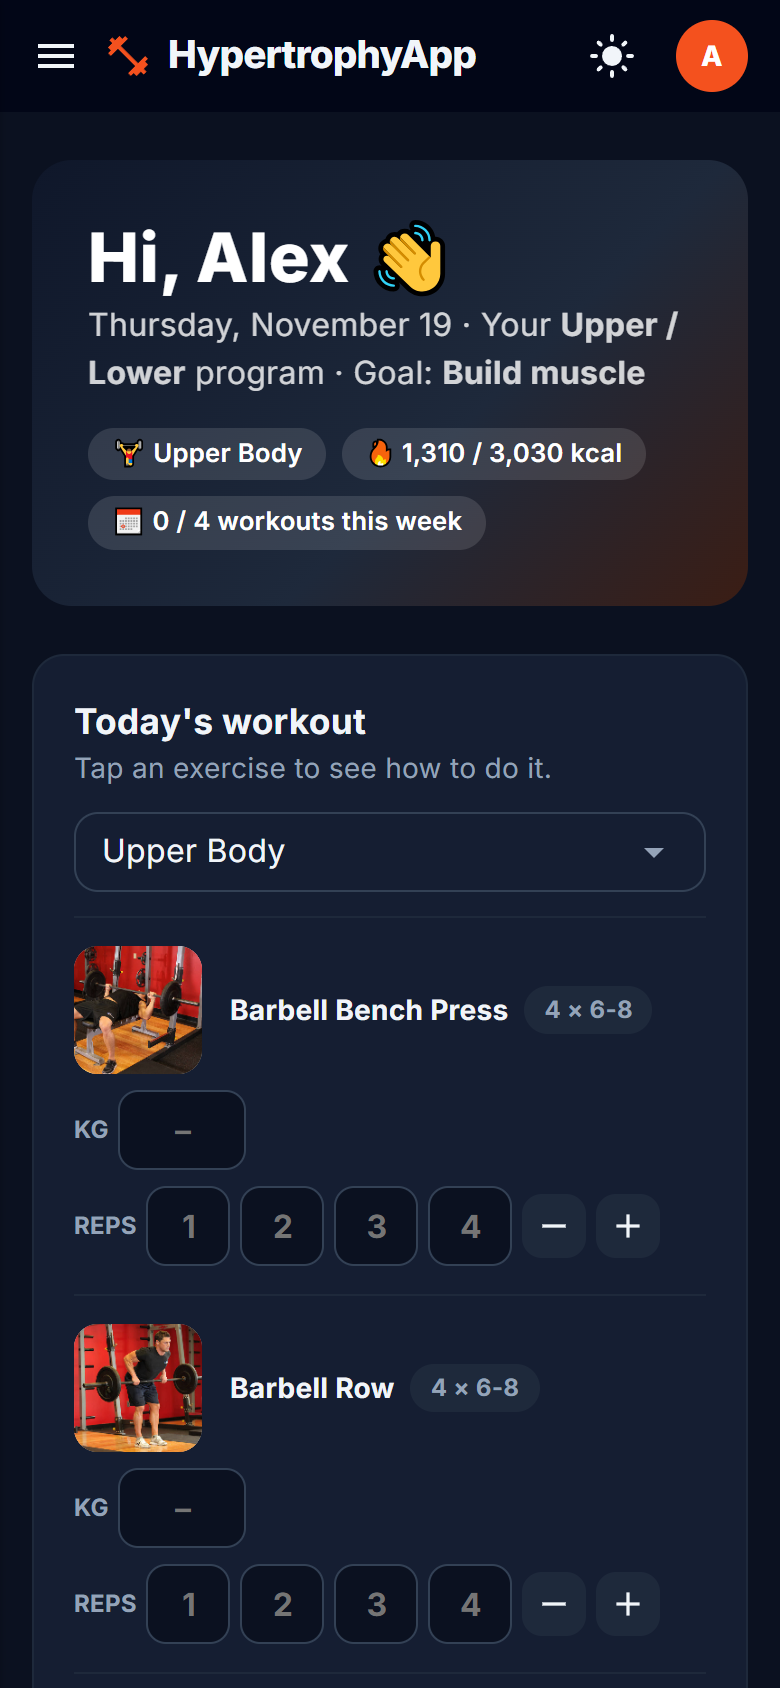 HypertrophyApp
A
Hi, Alex 👋
Thursday, November 19 · Your Upper /
Lower program · Goal: Build muscle
🏋️ Upper Body
🔥 1,310 / 3,030 kcal
📅 0 / 4 workouts this week
Today's workout
Tap an exercise to see how to do it.
Upper Body
Barbell Bench Press 4 × 6-8
KG –
REPS 1 2 3 4 − +
Barbell Row 4 × 6-8
KG –
REPS 1 2 3 4 − +